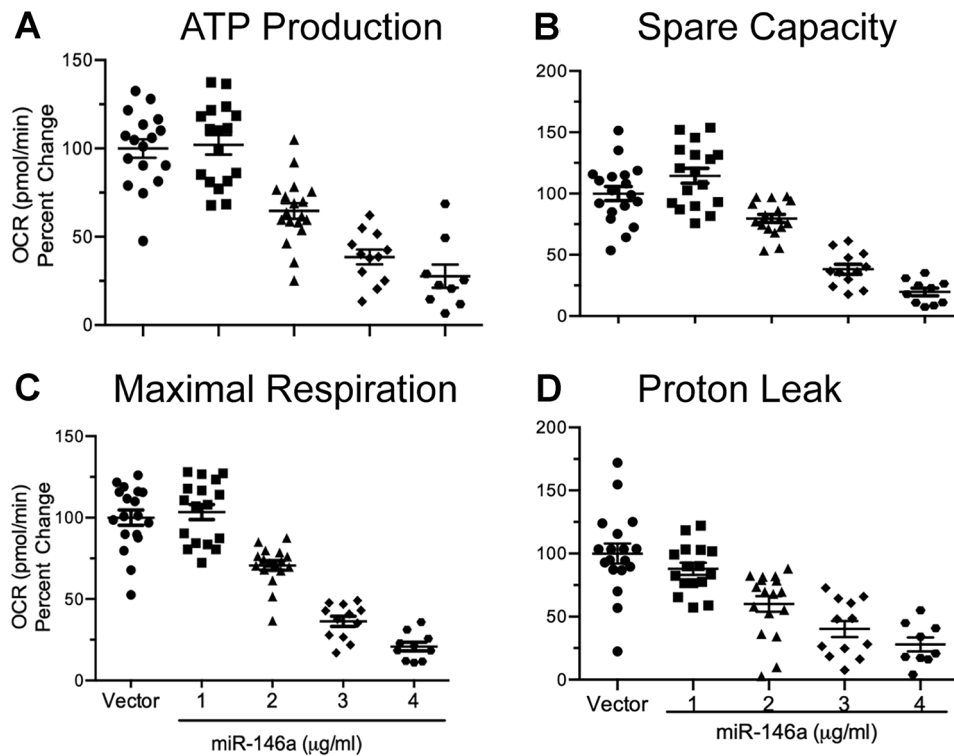 A ATP Production
150
100
50
0
OCR (pmol/min)
Percent Change
B Spare Capacity
200
150
100
50
0
C Maximal Respiration
150
100
50
0
OCR (pmol/min)
Percent Change
Vector 1 2 3 4
miR-146a (μg/ml)
D Proton Leak
200
150
100
50
0
Vector 1 2 3 4
miR-146a (μg/ml)